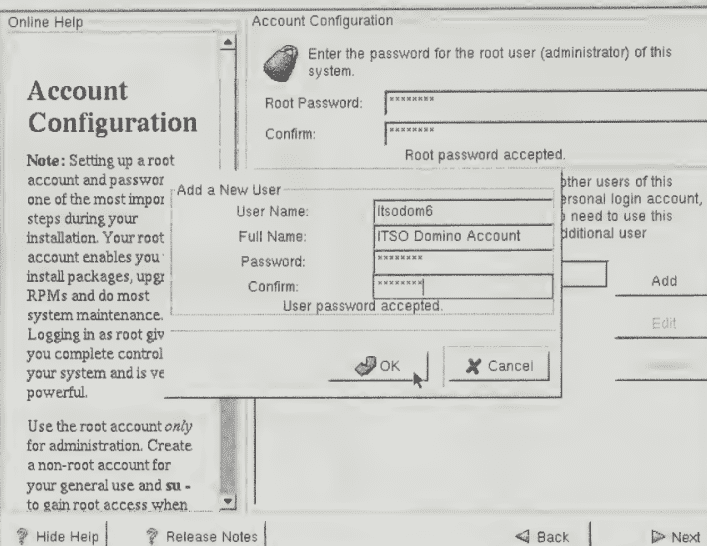 Online Help
Account
Configuration
Note: Setting up a root
account and passwor
one of the most impor
steps during your
installation. Your root
account enables you
install packages, upgr
RPMs and do most
system maintenance.
Logging in as root giv
you complete control
your system and is ve
powerful.
Use the root account only
for administration. Create
a non-root account for
your general use and su -
to gain root access when
Account Configuration
Enter the password for the root user (administrator) of this
system.
Root Password: ********
Confirm: ********
Root password accepted.
other users of this
ersonal login account,
need to use this
dditional user
Add
Edit
Add a New User
User Name: itsodom6
Full Name: ITSO Domino Account
Password: ********
Confirm: ********
User password accepted.
OK
Cancel
Hide Help
Release Notes
Back
Next